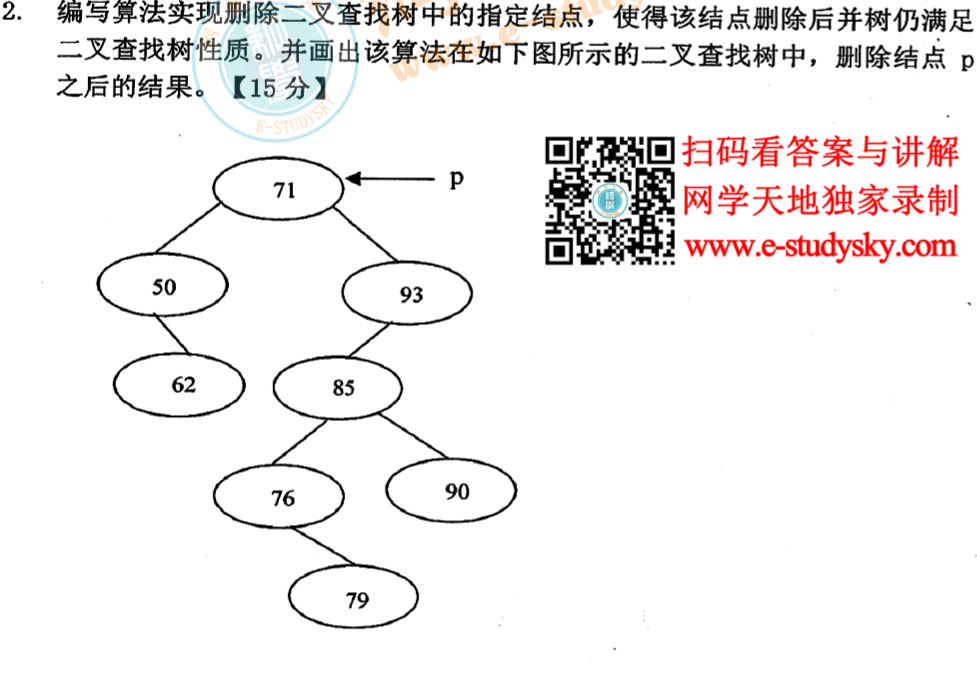 2. 编写算法实现删除二叉查找树中的指定结点，使得该结点删除后并树仍满足
二叉查找树性质。并画出该算法在如下图所示的二叉查找树中，删除结点 p
之后的结果。【15 分】
E-STUDYSKY
扫码看答案与讲解
网学天地独家录制
www.e-studysky.com
71
p
50
93
62
85
76
90
79